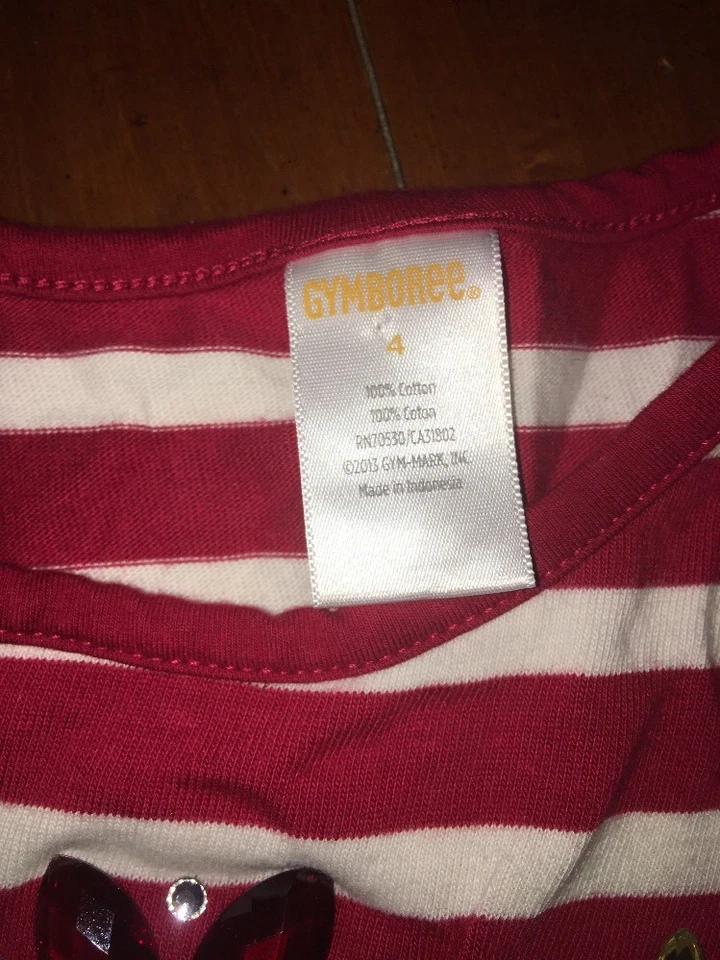 GYMBOREE®
4
100% Cotton
100% Coton
RN70530/CA31802
©2013 GYM-MARK, INC.
Made in Indonesia